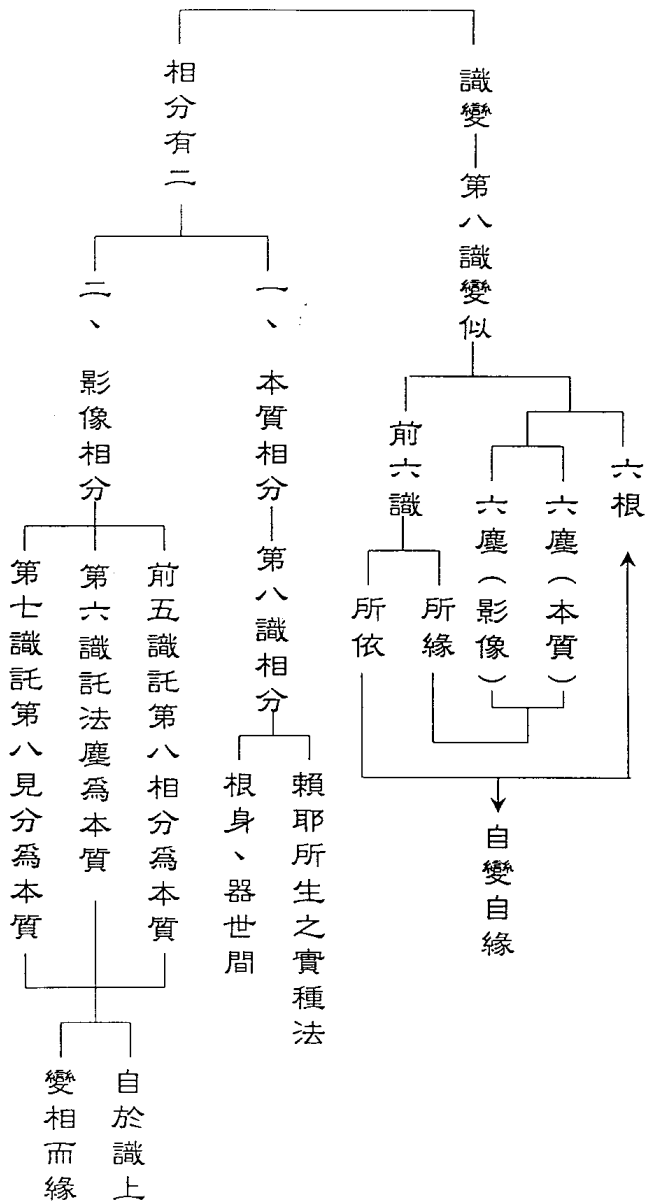 識變
第八識變似
六根
六塵（本質）
六塵（影像）
前六識
所緣
所依
自變自緣
相分有二
一、本質相分
第八識相分
賴耶所生之實種法
根身、器世間
二、影像相分
前五識託第八相分爲本質
第六識託法塵爲本質
第七識託第八見分爲本質
自於識上
變相而緣